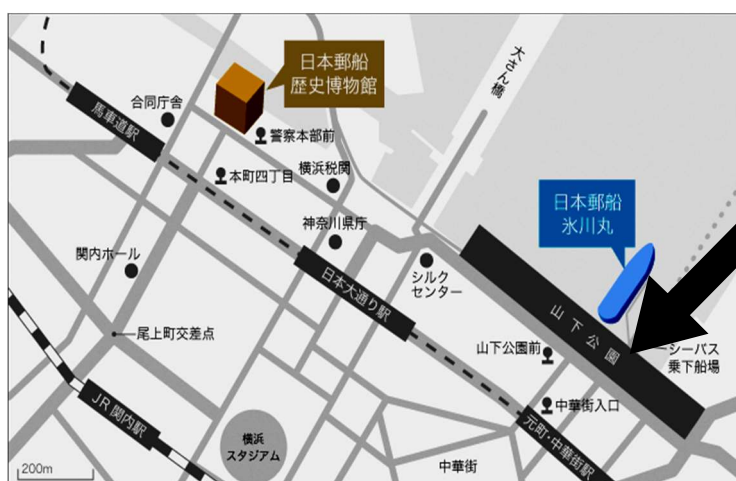 日本郵船
歴史博物館
大さん橋
合同庁舎
馬車道駅
警察本部前
本町四丁目
横浜税関
日本郵船
氷川丸
神奈川県庁
関内ホール
シルク
センター
日本大通り駅
山下公園
尾上町交差点
山下公園前
シーバス
乗下船場
JR関内駅
中華街入口
横浜
スタジアム
元町・中華街駅
中華街
200m